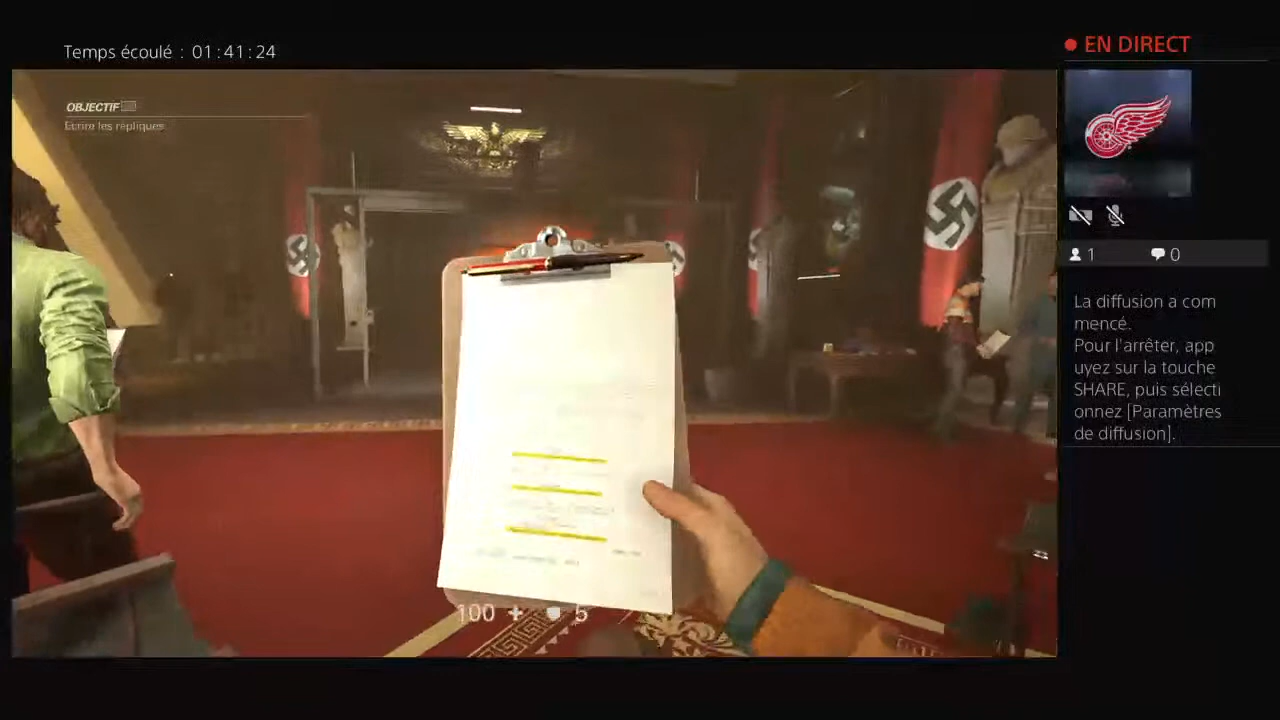 Temps écoulé : 01:41:24
EN DIRECT
OBJECTIF
Ecrire les répliques
1
0
La diffusion a com
mencé.
Pour l'arrêter, app
uyez sur la touche
SHARE, puis sélecti
onnez [Paramètres
de diffusion].
100
5